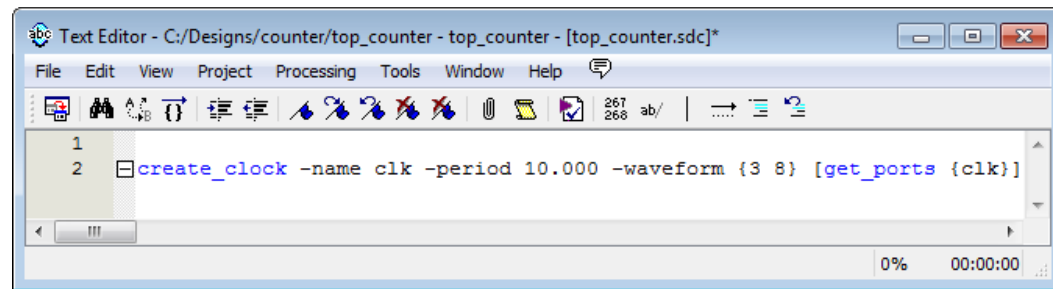 abc Text Editor - C:/Designs/counter/top_counter - top_counter - [top_counter.sdc]*
File Edit View Project Processing Tools Window Help
267
268 ab/
1
2 create_clock -name clk -period 10.000 -waveform {3 8} [get_ports {clk}]
0% 00:00:00